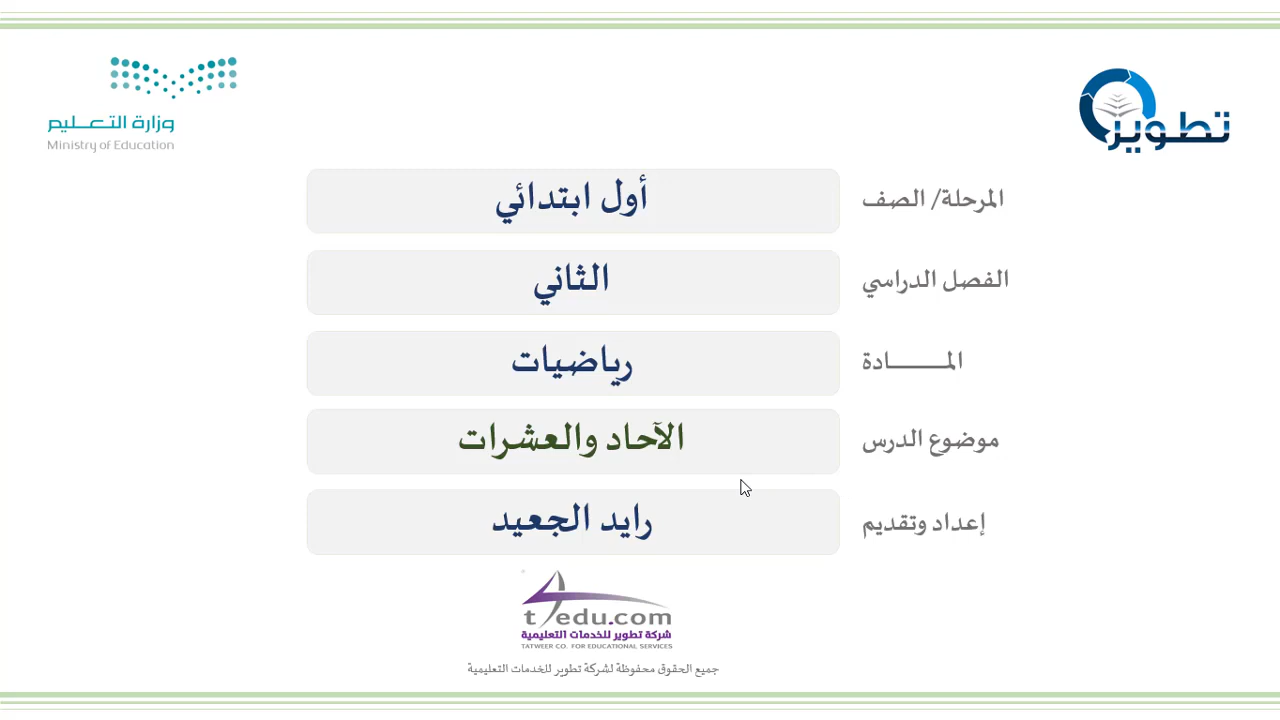 تطوير
وزارة التعليم
Ministry of Education
المرحلة/ الصف
أول ابتدائي
الفصل الدراسي
الثاني
المــــــــادة
رياضيات
موضوع الدرس
الآحاد والعشرات
إعداد وتقديم
رايد الجعيد
t4edu.com
شركة تطوير للخدمات التعليمية
TATWEER CO. FOR EDUCATIONAL SERVICES
جميع الحقوق محفوظة لشركة تطوير للخدمات التعليمية